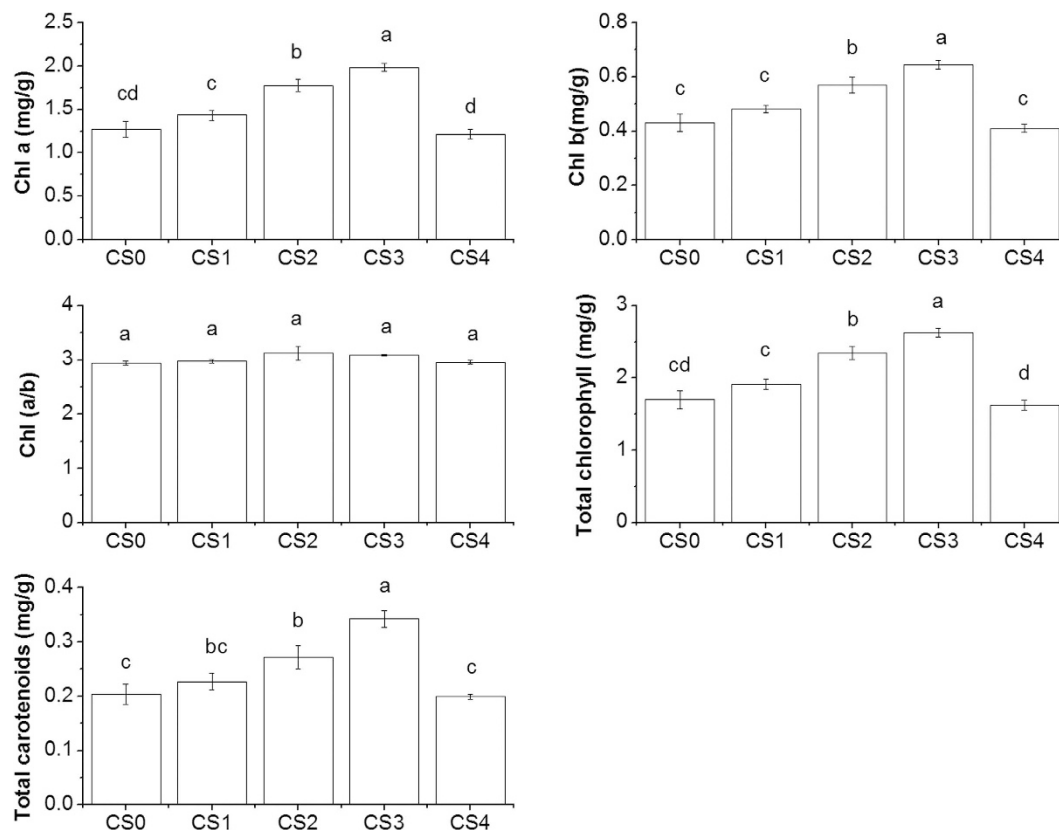 Chl a (mg/g)
2.5
2.0
1.5
1.0
0.5
0.0
cd
c
b
a
d
CS0 CS1 CS2 CS3 CS4
Chl b(mg/g)
0.8
0.6
0.4
0.2
0.0
c
c
b
a
c
CS0 CS1 CS2 CS3 CS4
Chl (a/b)
4
3
2
1
0
a
a
a
a
a
CS0 CS1 CS2 CS3 CS4
Total chlorophyll (mg/g)
3
2
1
0
cd
c
b
a
d
CS0 CS1 CS2 CS3 CS4
Total carotenoids (mg/g)
0.4
0.3
0.2
0.1
0.0
c
bc
b
a
c
CS0 CS1 CS2 CS3 CS4